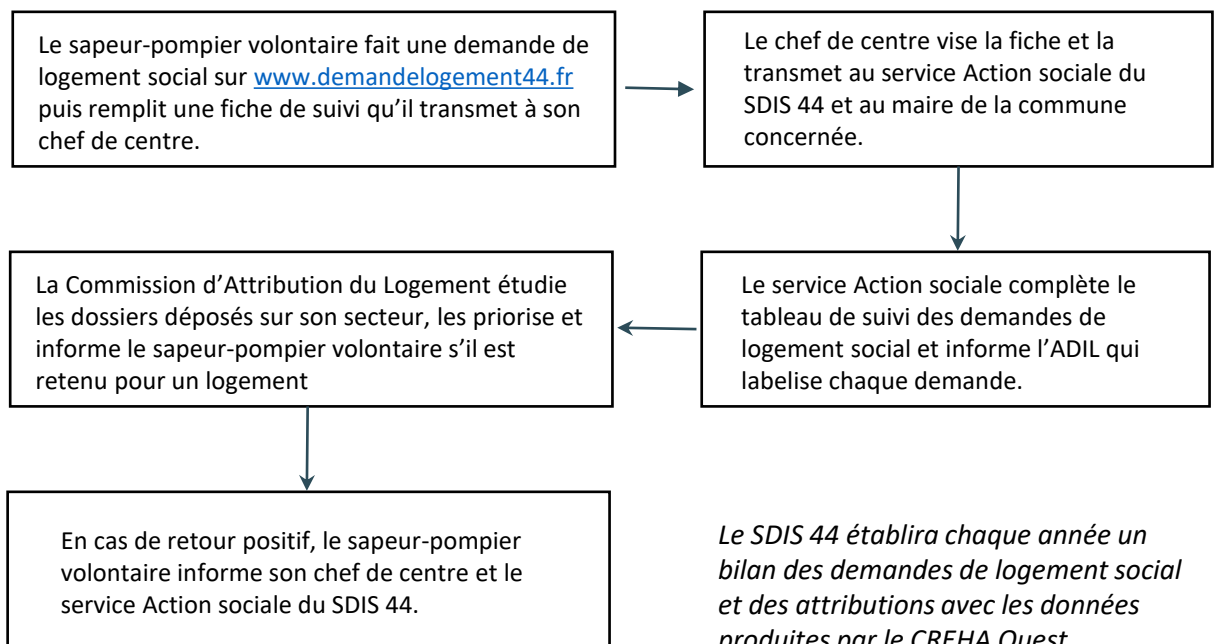 Le sapeur-pompier volontaire fait une demande de
logement social sur www.demandelogement44.fr
puis remplit une fiche de suivi qu’il transmet à son
chef de centre.
Le chef de centre vise la fiche et la
transmet au service Action sociale du
SDIS 44 et au maire de la commune
concernée.
Le service Action sociale complète le
tableau de suivi des demandes de
logement social et informe l’ADIL qui
labelise chaque demande.
La Commission d’Attribution du Logement étudie
les dossiers déposés sur son secteur, les priorise et
informe le sapeur-pompier volontaire s’il est
retenu pour un logement
En cas de retour positif, le sapeur-pompier
volontaire informe son chef de centre et le
service Action sociale du SDIS 44.
Le SDIS 44 établira chaque année un
bilan des demandes de logement social
et des attributions avec les données
produites par le CREHA Ouest